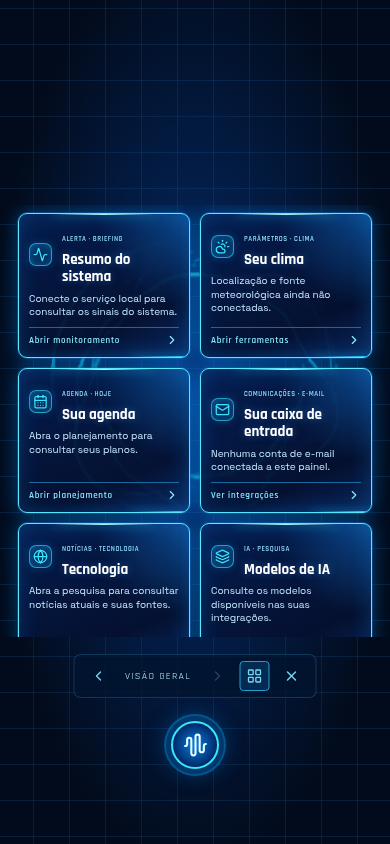 ALERTA · BRIEFING
Resumo do
sistema
Conecte o serviço local para
consultar os sinais do sistema.
Abrir monitoramento
PARÂMETROS · CLIMA
Seu clima
Localização e fonte
meteorológica ainda não
conectadas.
Abrir ferramentas
AGENDA · HOJE
Sua agenda
Abra o planejamento para
consultar seus planos.
Abrir planejamento
COMUNICAÇÕES · E-MAIL
Sua caixa de
entrada
Nenhuma conta de e-mail
conectada a este painel.
Ver integrações
NOTÍCIAS · TECNOLOGIA
Tecnologia
Abra a pesquisa para consultar
notícias atuais e suas fontes.
IA · PESQUISA
Modelos de IA
Consulte os modelos
disponíveis nas suas
integrações.
VISÃO GERAL